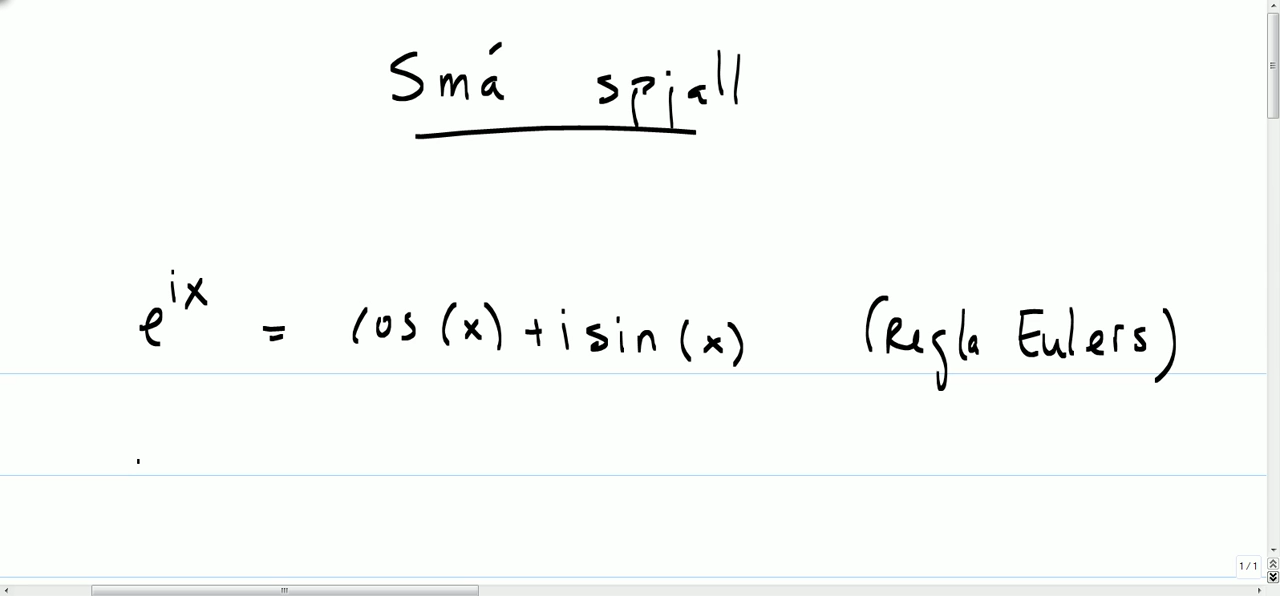 Smá spjall
e^{ix} = cos(x) + i sin(x) (Regla Eulers)
1 / 1